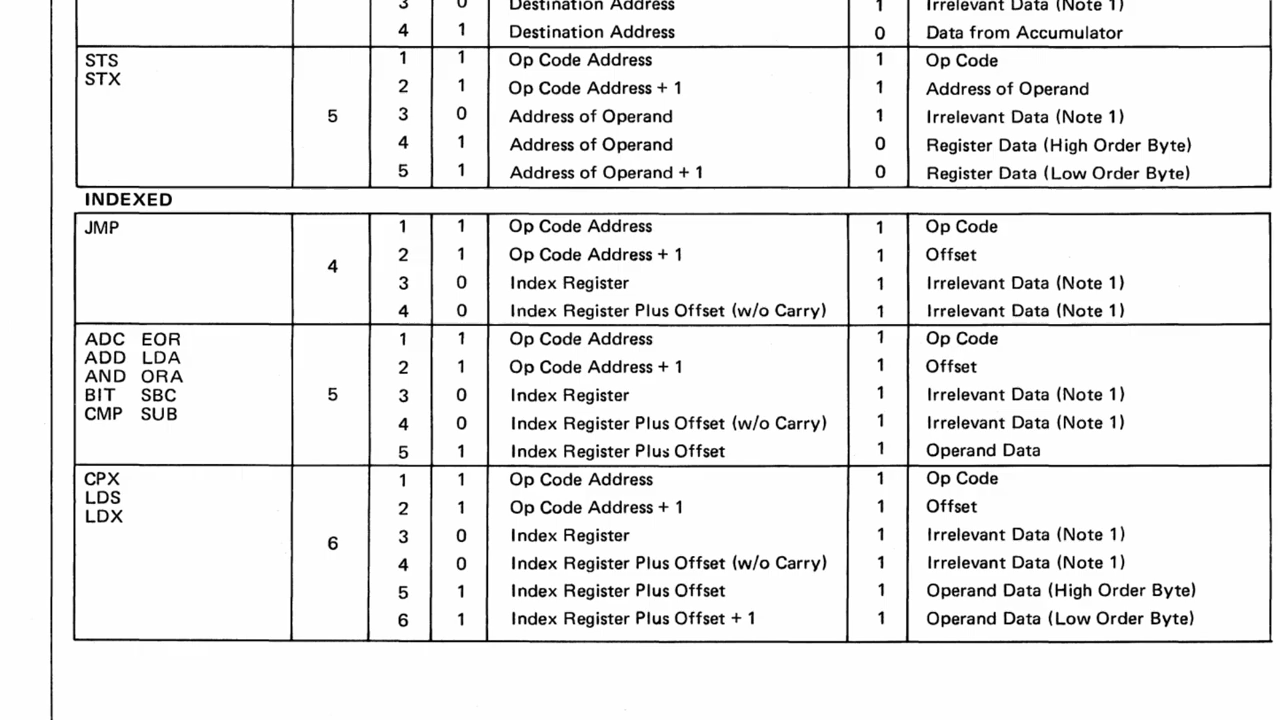 3 0 Destination Address 1 Irrelevant Data (Note 1)
4 1 Destination Address 0 Data from Accumulator
STS 1 1 Op Code Address 1 Op Code
STX 2 1 Op Code Address + 1 1 Address of Operand
5 3 0 Address of Operand 1 Irrelevant Data (Note 1)
4 1 Address of Operand 0 Register Data (High Order Byte)
5 1 Address of Operand + 1 0 Register Data (Low Order Byte)
INDEXED
JMP 1 1 Op Code Address 1 Op Code
4 2 1 Op Code Address + 1 1 Offset
3 0 Index Register 1 Irrelevant Data (Note 1)
4 0 Index Register Plus Offset (w/o Carry) 1 Irrelevant Data (Note 1)
ADC EOR 1 1 Op Code Address 1 Op Code
ADD LDA 2 1 Op Code Address + 1 1 Offset
AND ORA
BIT SBC 5 3 0 Index Register 1 Irrelevant Data (Note 1)
CMP SUB 4 0 Index Register Plus Offset (w/o Carry) 1 Irrelevant Data (Note 1)
5 1 Index Register Plus Offset 1 Operand Data
CPX 1 1 Op Code Address 1 Op Code
LDS 2 1 Op Code Address + 1 1 Offset
LDX
6 3 0 Index Register 1 Irrelevant Data (Note 1)
4 0 Index Register Plus Offset (w/o Carry) 1 Irrelevant Data (Note 1)
5 1 Index Register Plus Offset 1 Operand Data (High Order Byte)
6 1 Index Register Plus Offset + 1 1 Operand Data (Low Order Byte)